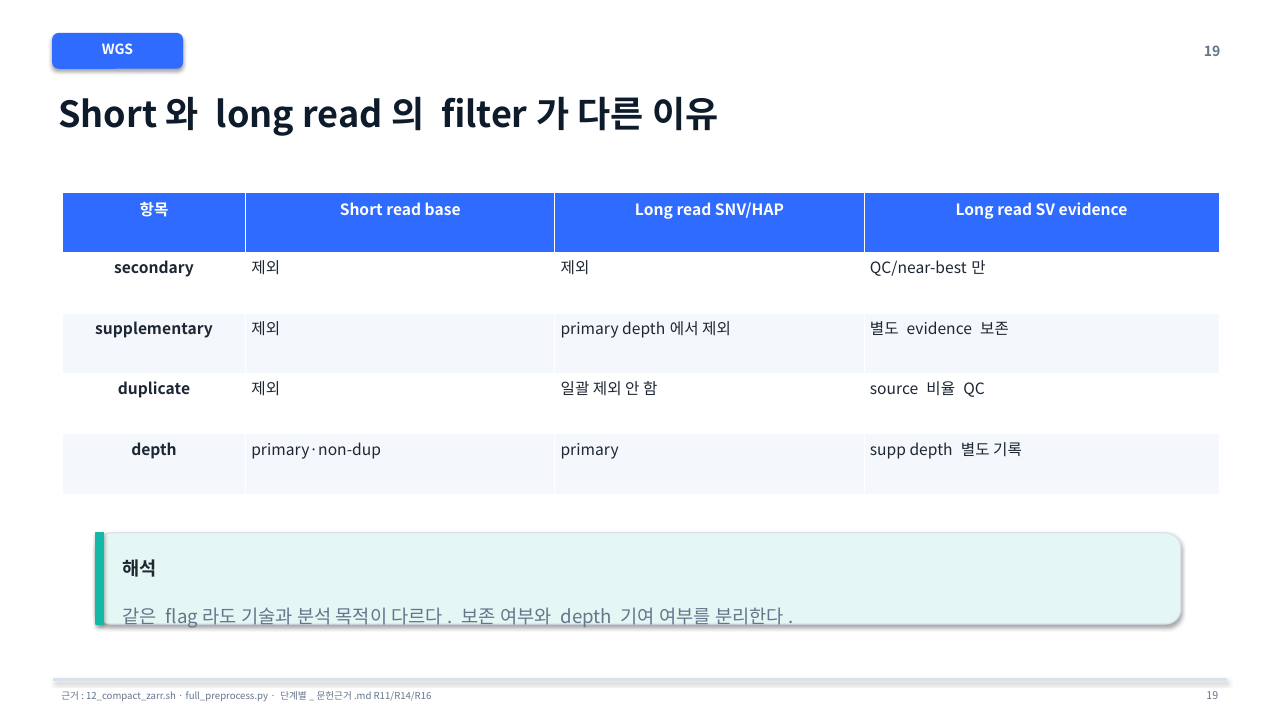 WGS
19
Short 와 long read 의 filter 가 다른 이유
항목 Short read base Long read SNV/HAP Long read SV evidence
secondary 제외 제외 QC/near-best 만
supplementary 제외 primary depth 에서 제외 별도 evidence 보존
duplicate 제외 일괄 제외 안 함 source 비율 QC
depth primary·non-dup primary supp depth 별도 기록
해석
같은 flag 라도 기술과 분석 목적이 다르다 . 보존 여부와 depth 기여 여부를 분리한다 .
근거 : 12_compact_zarr.sh · full_preprocess.py · 단계별 _ 문헌근거 .md R11/R14/R16
19